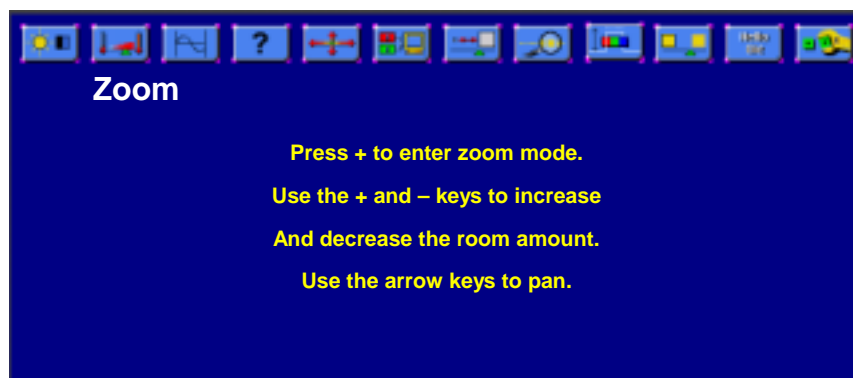 ?
Zoom
Press + to enter zoom mode.
Use the + and – keys to increase
And decrease the room amount.
Use the arrow keys to pan.